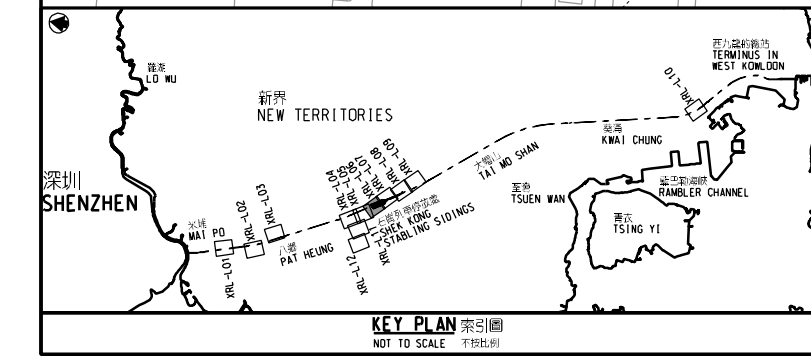 西九龍的總站
TERMINUS IN
WEST KOWLOON
羅湖
LO WU
XRL-L10
新界
NEW TERRITORIES
葵涌
KWAI CHUNG
大帽山
TAI MO SHAN
XRL-L09
XRL-L08
XRL-L07
XRL-L06
XRL-L05
XRL-L04
深圳
SHENZHEN
荃灣
TSUEN WAN
藍巴勒海峽
RAMBLER CHANNEL
XRL-L03
XRL-L02
青衣
TSING YI
米埔
MAI PO
石崗列車停放處
SHEK KONG
STABLING SIDINGS
八鄉
PAT HEUNG
XRL-L01
XRL-L12
KEY PLAN 索引圖
NOT TO SCALE 不按比例